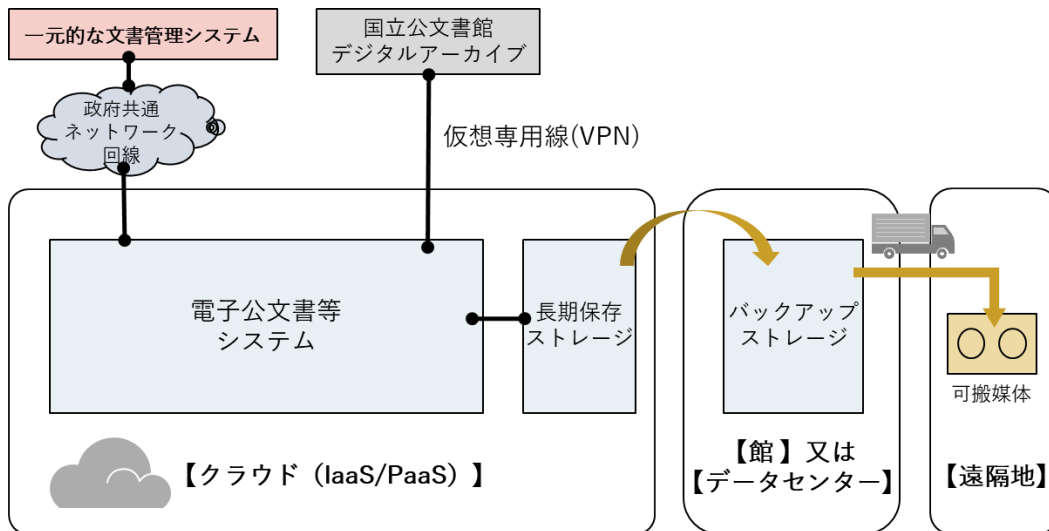 一元的な文書管理システム
国立公文書館
デジタルアーカイブ
政府共通
ネットワーク
回線
仮想専用線(VPN)
電子公文書等
システム
長期保存
ストレージ
バックアップ
ストレージ
可搬媒体
【クラウド（IaaS/PaaS）】
【館】又は
【データセンター】
【遠隔地】